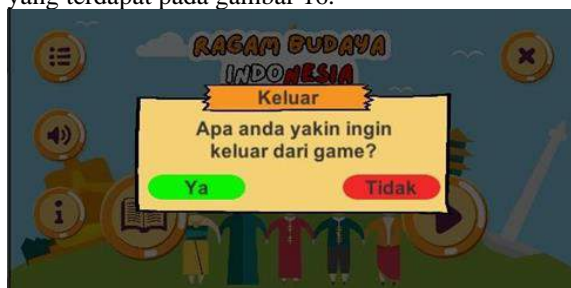 yang terdapat pada gambar 16.
RAGAM BUDAYA
INDONESIA
Keluar
Apa anda yakin ingin
keluar dari game?
Ya
Tidak